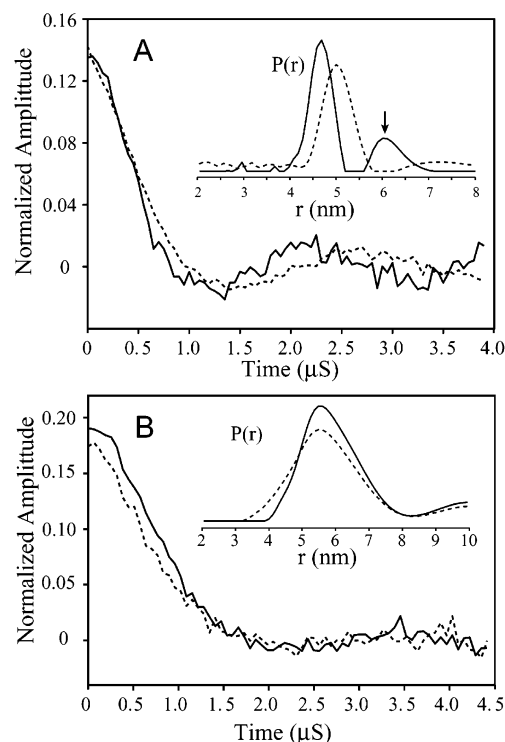 A
0.16
0.12
0.08
0.04
0
Normalized Amplittude
P(r)
2 3 4 5 6 7 8
r (nm)
0 0.5 1.0 1.5 2.0 2.5 3.0 3.5 4.0
Time (μS)
B
0.20
0.15
0.10
0.05
0
Normalized Amplittude
P(r)
2 3 4 5 6 7 8 9 10
r (nm)
0 0.5 1.0 1.5 2.0 2.5 3.0 3.5 4.0 4.5
Time (μS)